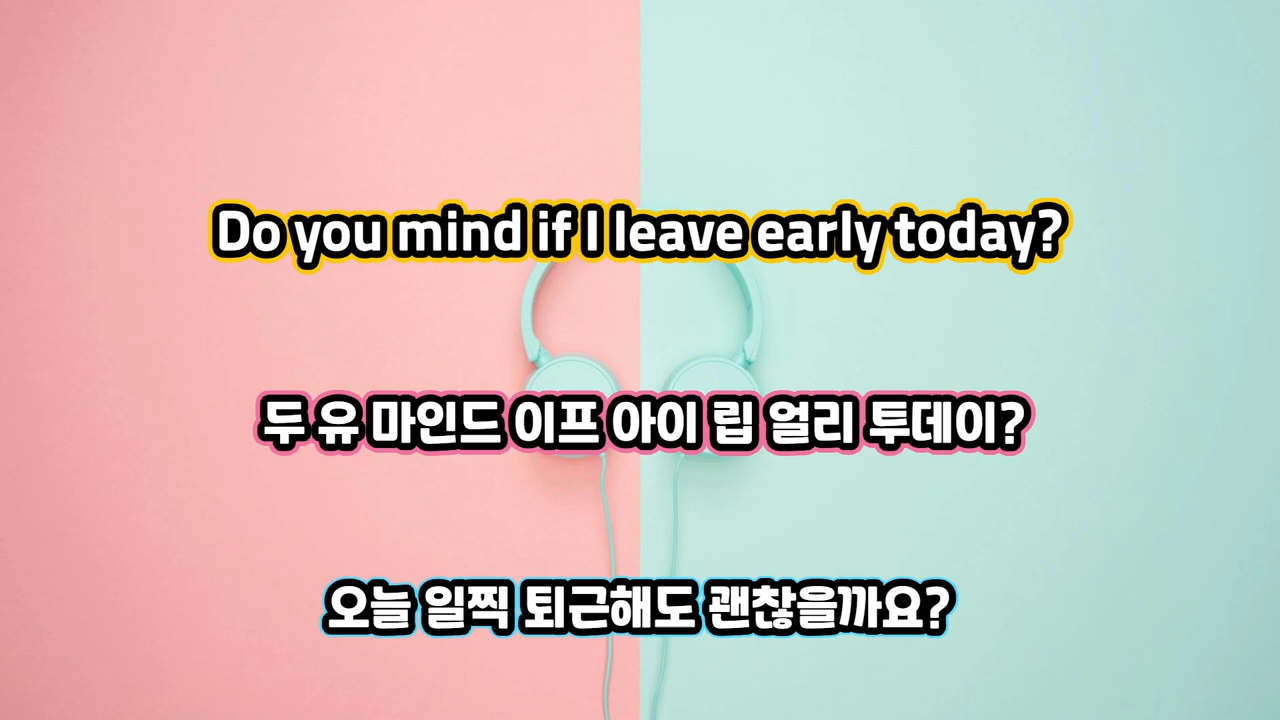 Do you mind if I leave early today?
두 유 마인드 이프 아이 립 얼리 투데이?
오늘 일찍 퇴근해도 괜찮을까요?